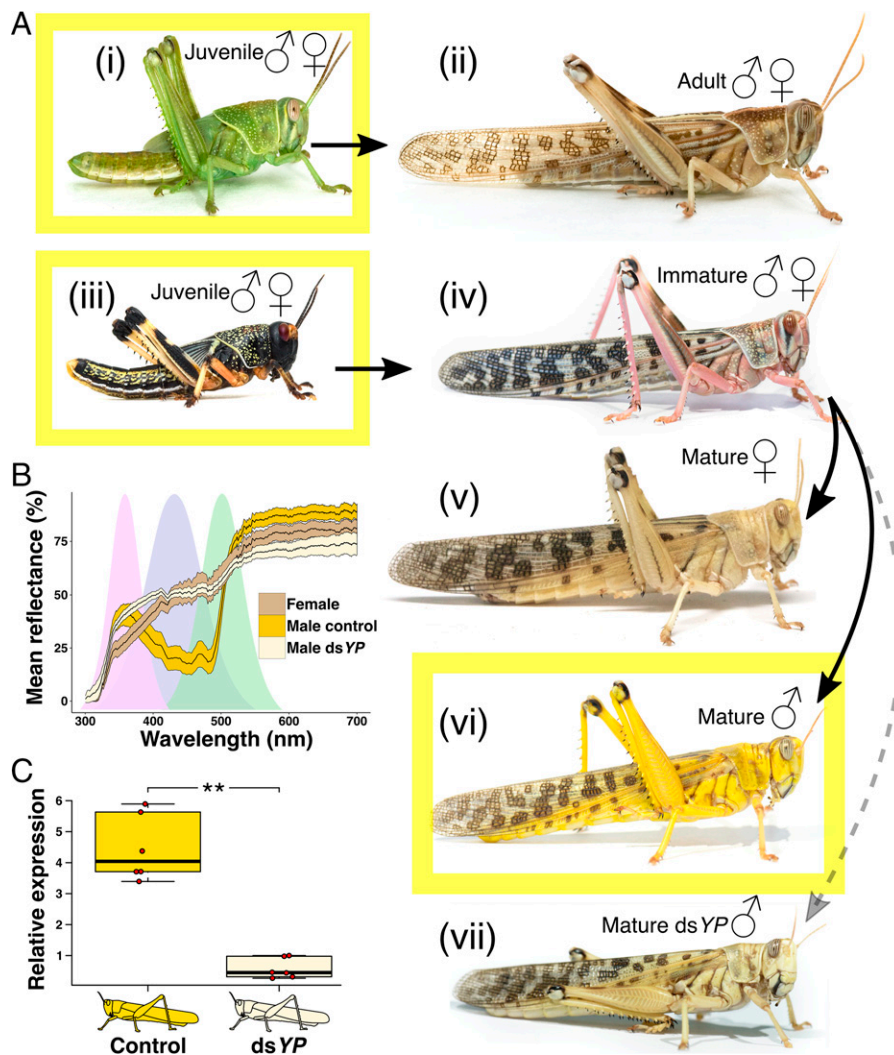 A
(i)
Juvenile ♂ ♀
(ii)
Adult ♂ ♀
(iii)
Juvenile ♂ ♀
(iv)
Immature ♂ ♀
(v)
Mature ♀
(vi)
Mature ♂
(vii)
Mature dsYP ♂
B
Mean reflectance (%)
75
50
25
0
300 400 500 600 700
Wavelength (nm)
Female
Male control
Male dsYP
C
Relative expression
6
5
4
3
2
1
**
Control dsYP